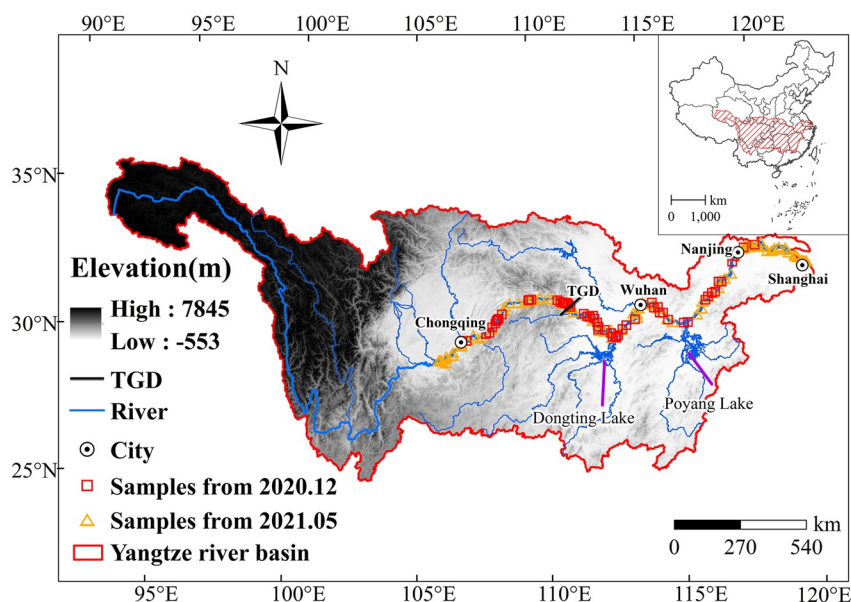 90°E 95°E 100°E 105°E 110°E 115°E 120°E
N
35°N
km
0 1,000
Elevation(m)
High : 7845
Low : -553
Nanjing
Shanghai
TGD
Wuhan
30°N
Chongqing
TGD
River
Dongting Lake
Poyang Lake
City
25°N
Samples from 2020.12
Samples from 2021.05
Yangtze river basin
km
0 270 540
95°E 100°E 105°E 110°E 115°E 120°E